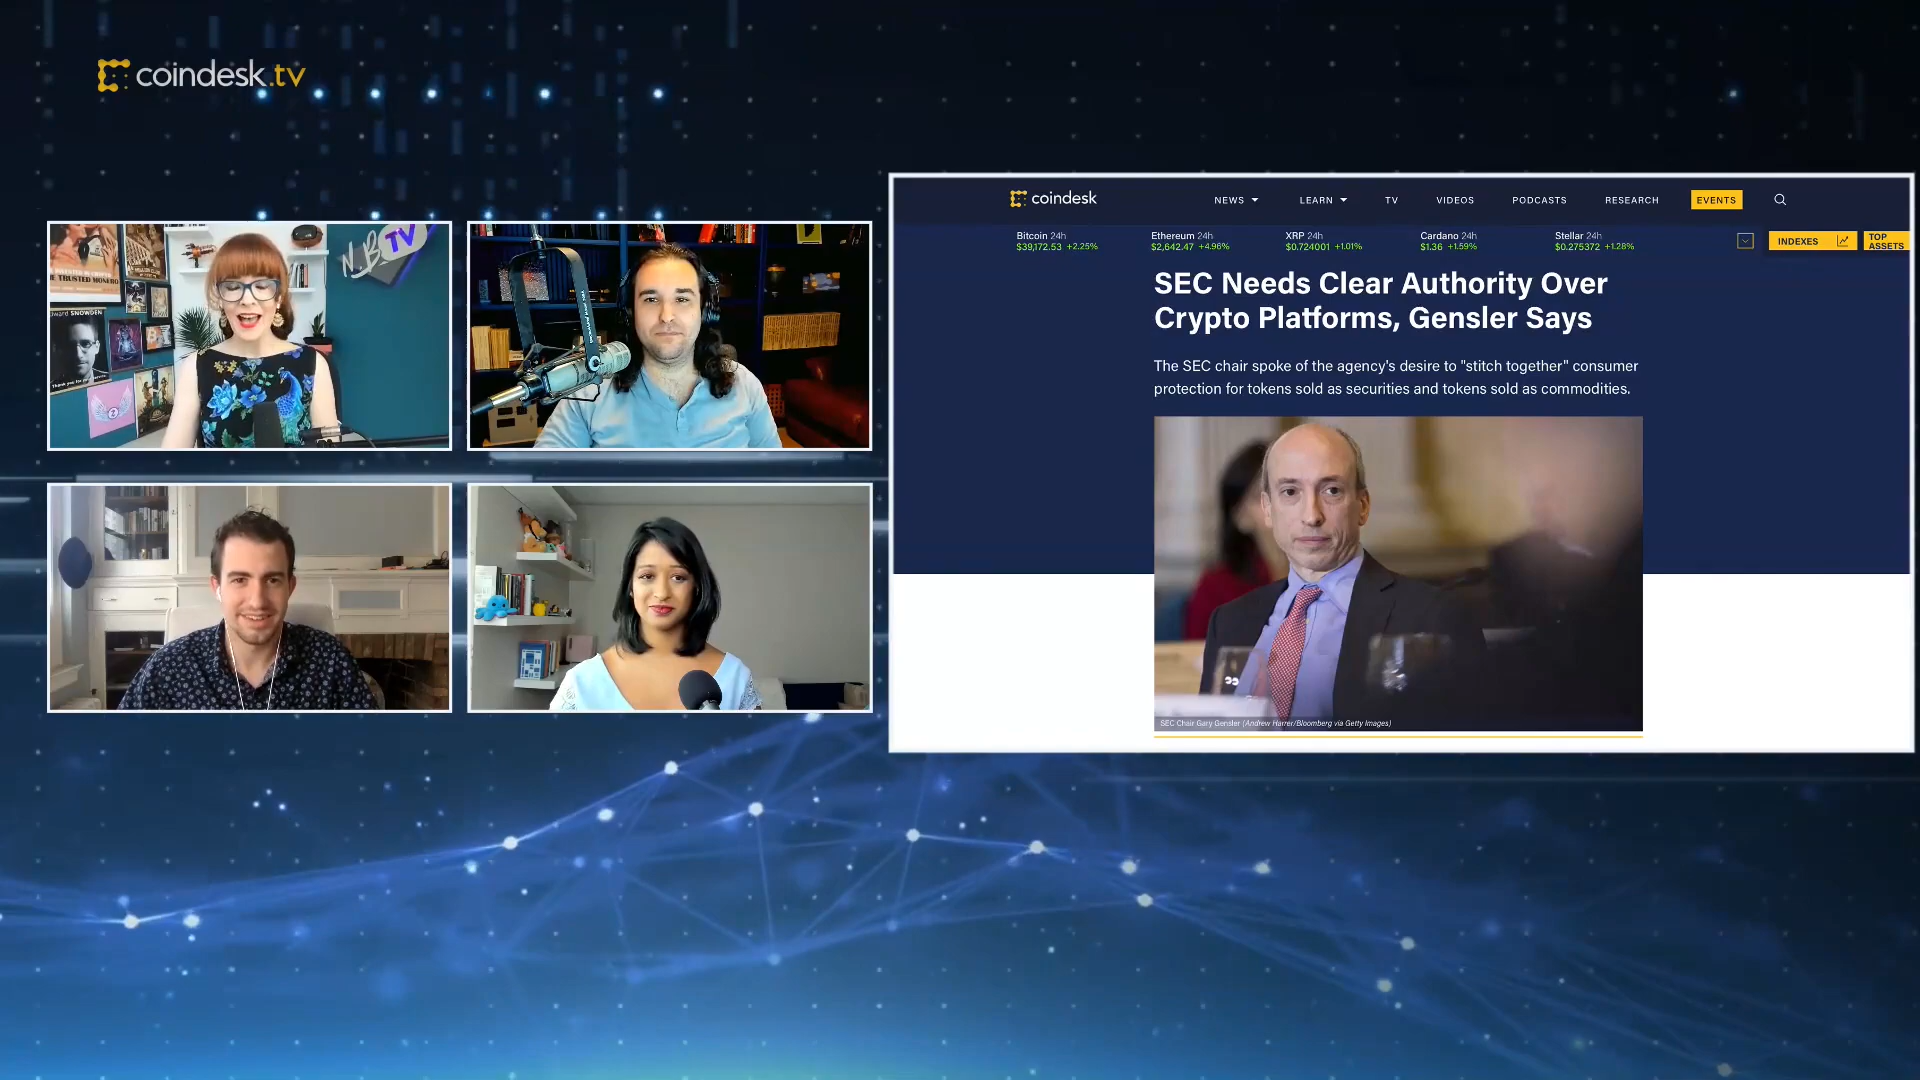 coindesk.tv
N.B TV
THE TRUSTED MONERO
SNOWDEN
coindesk
NEWS
LEARN
TV
VIDEOS
PODCASTS
RESEARCH
EVENTS
Bitcoin 24h
$39,172.53 +2.25%
Ethereum 24h
$2,642.47 +4.96%
XRP 24h
$0.724001 +1.01%
Cardano 24h
$1.36 +1.59%
Stellar 24h
$0.275372 +1.28%
INDEXES
TOP
ASSETS
SEC Needs Clear Authority Over
Crypto Platforms, Gensler Says
The SEC chair spoke of the agency's desire to "stitch together" consumer
protection for tokens sold as securities and tokens sold as commodities.
SEC Chair Gary Gensler (Andrew Harrer/Bloomberg via Getty Images)